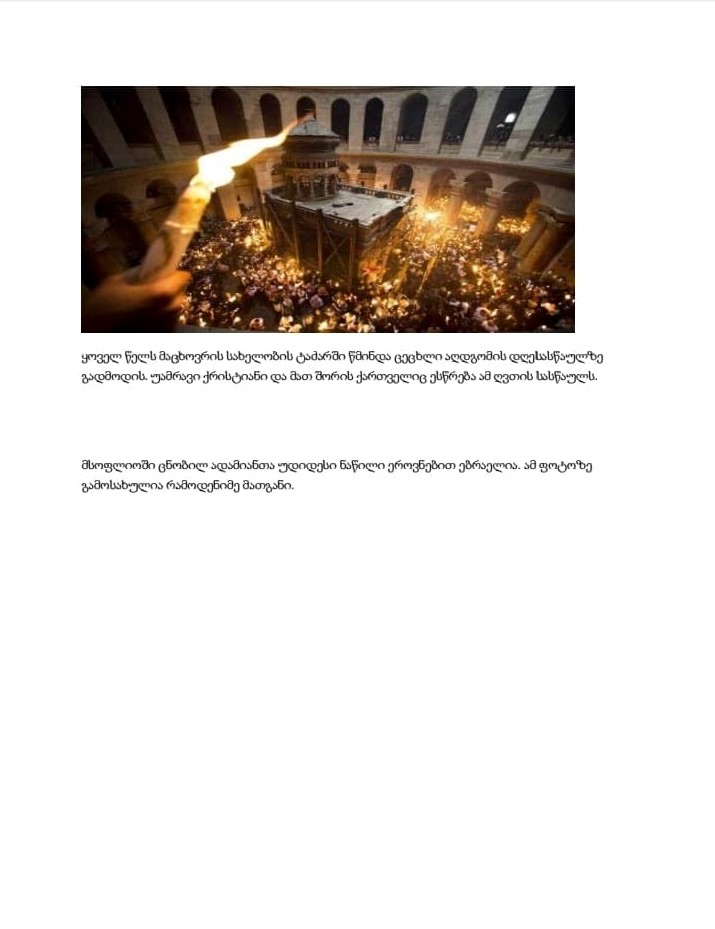 ყოველ წელს მაცხოვრის სახელობის ტაძარში წმინდა ცეცხლი აღდგომის დღესასწაულზე
გადმოდის. უამრავი ქრისტიანი და მათ შორის ქართველიც ესწრება ამ ღვთის სასწაულს.
მსოფლიოში ცნობილ ადამიანთა უდიდესი ნაწილი ეროვნებით ებრაელია. ამ ფოტოზე
გამოსახულია რამოდენიმე მათგანი.